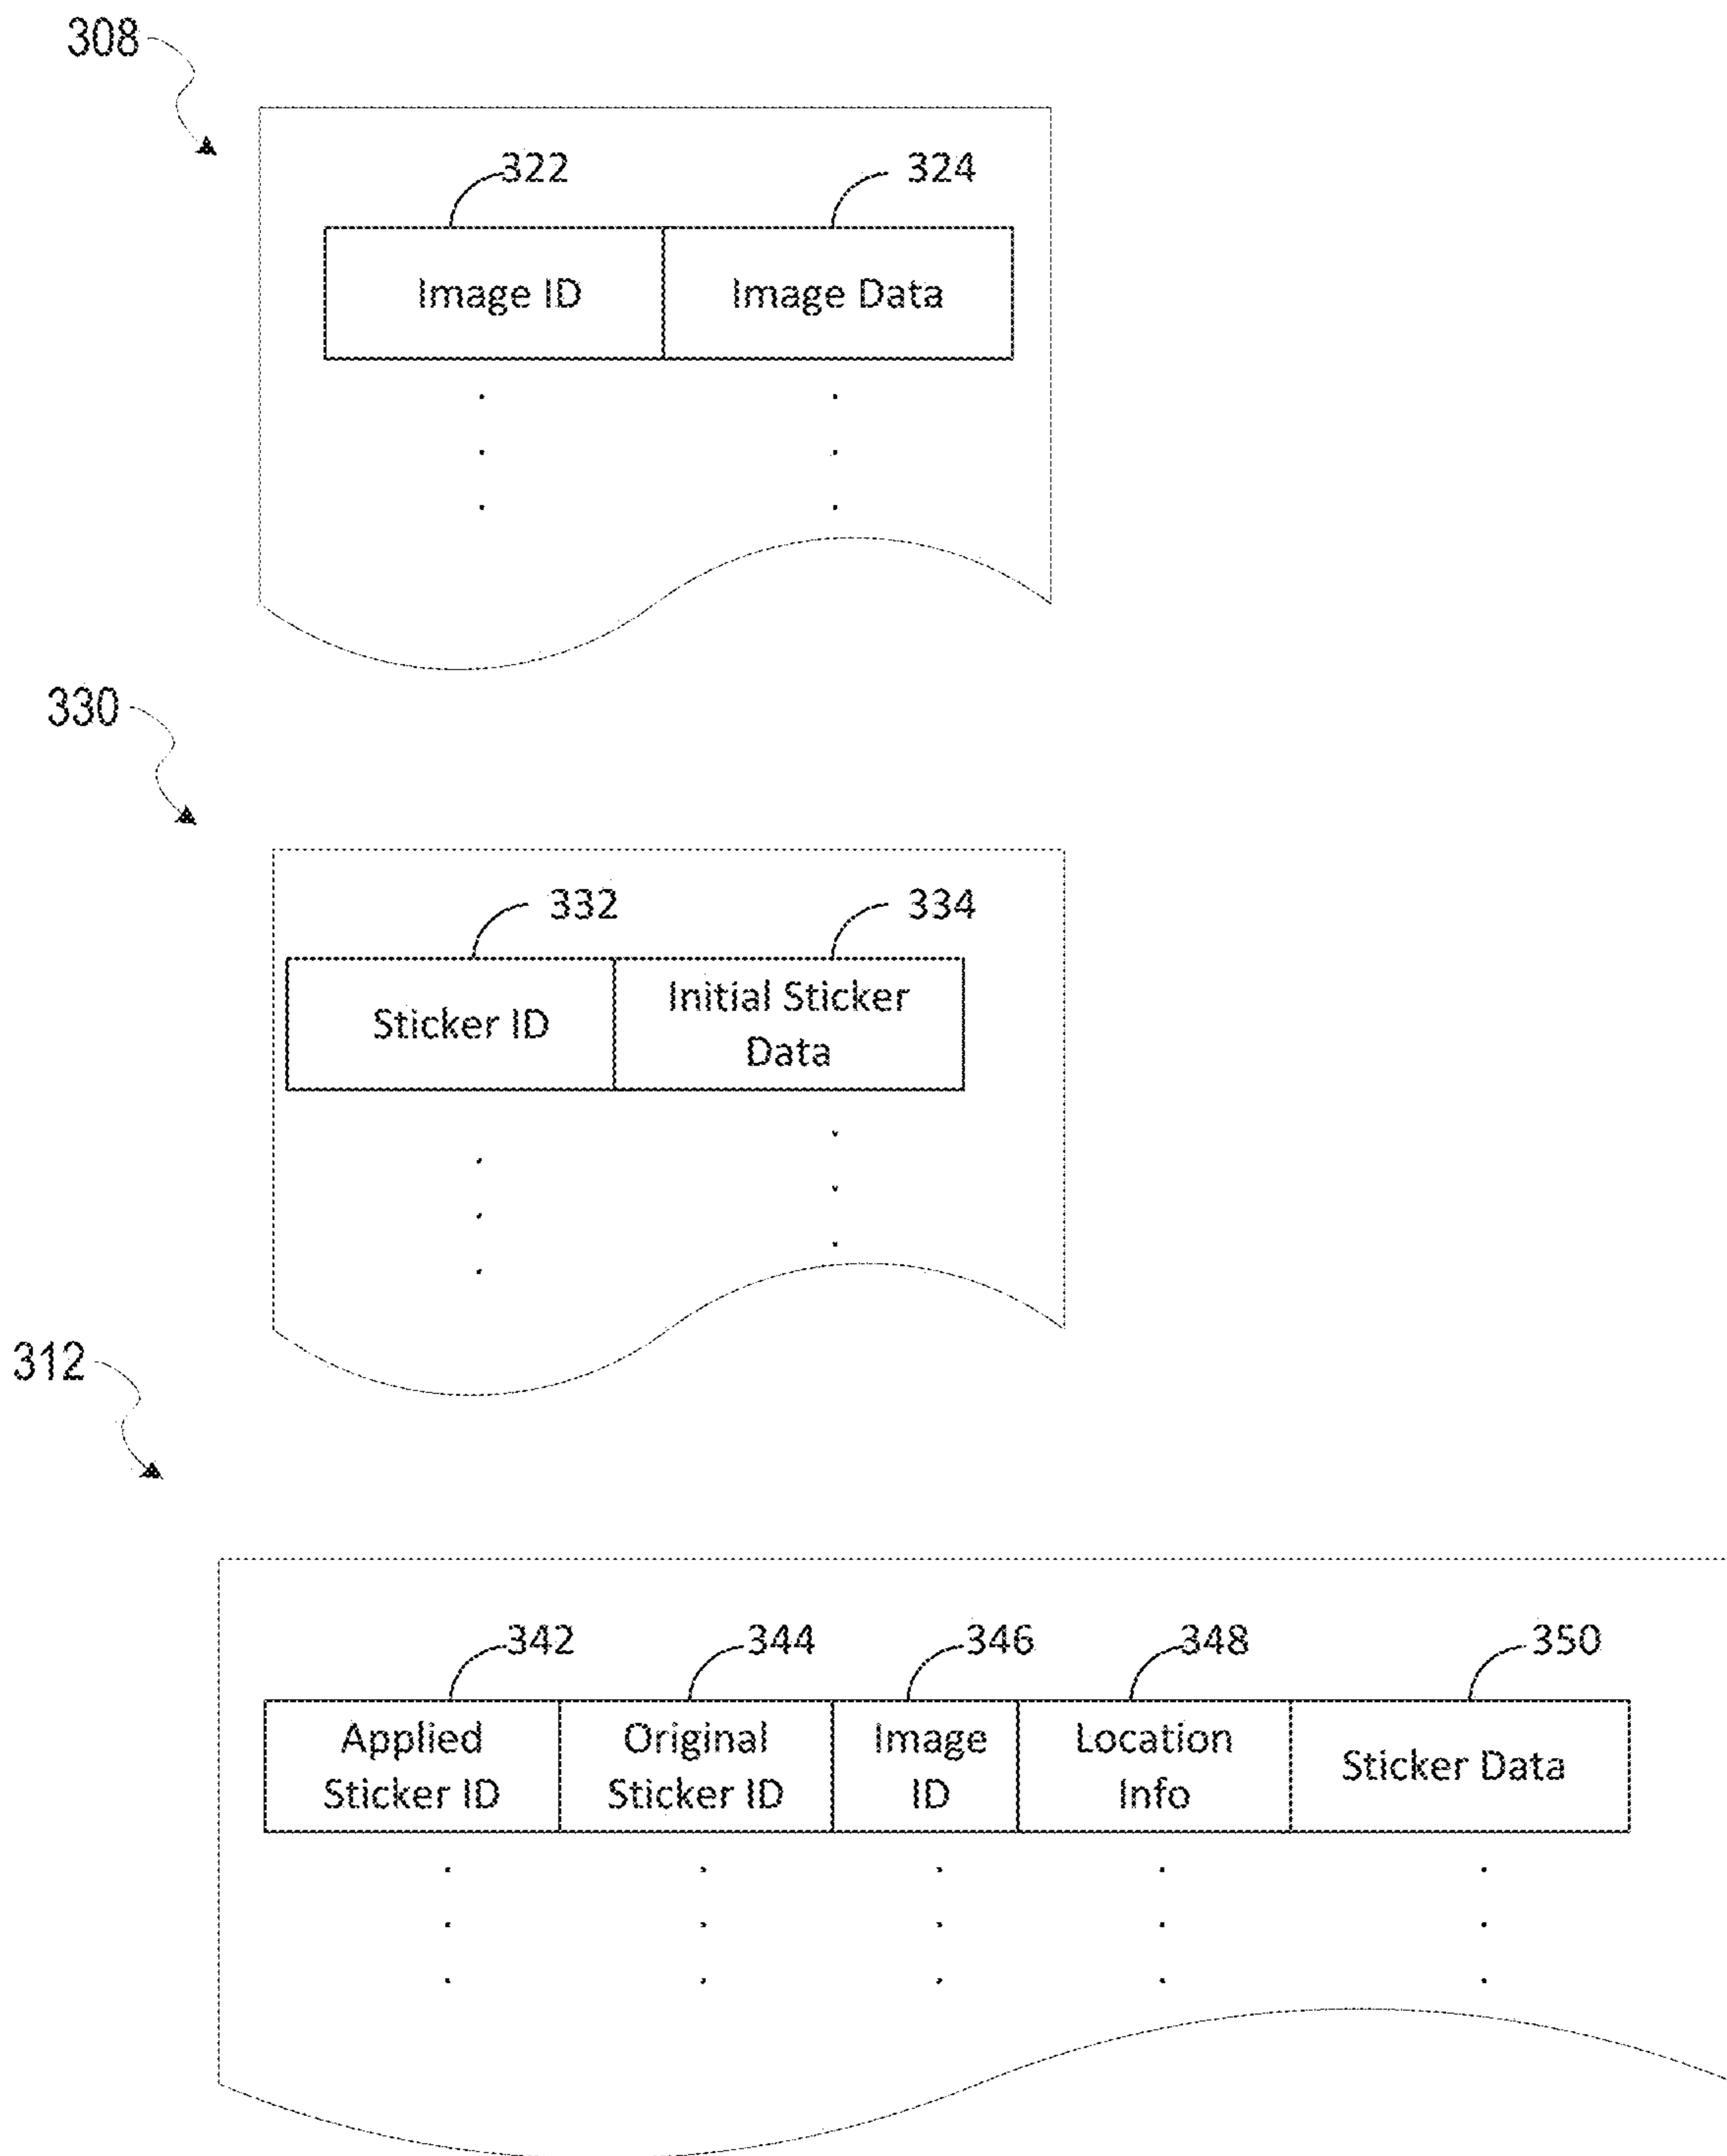 308
322
324
Image ID
Image Data
330
332
334
Sticker ID
Initial Sticker
Data
312
342
344
346
348
350
Applied
Sticker ID
Original
Sticker ID
Image
ID
Location
Info
Sticker Data